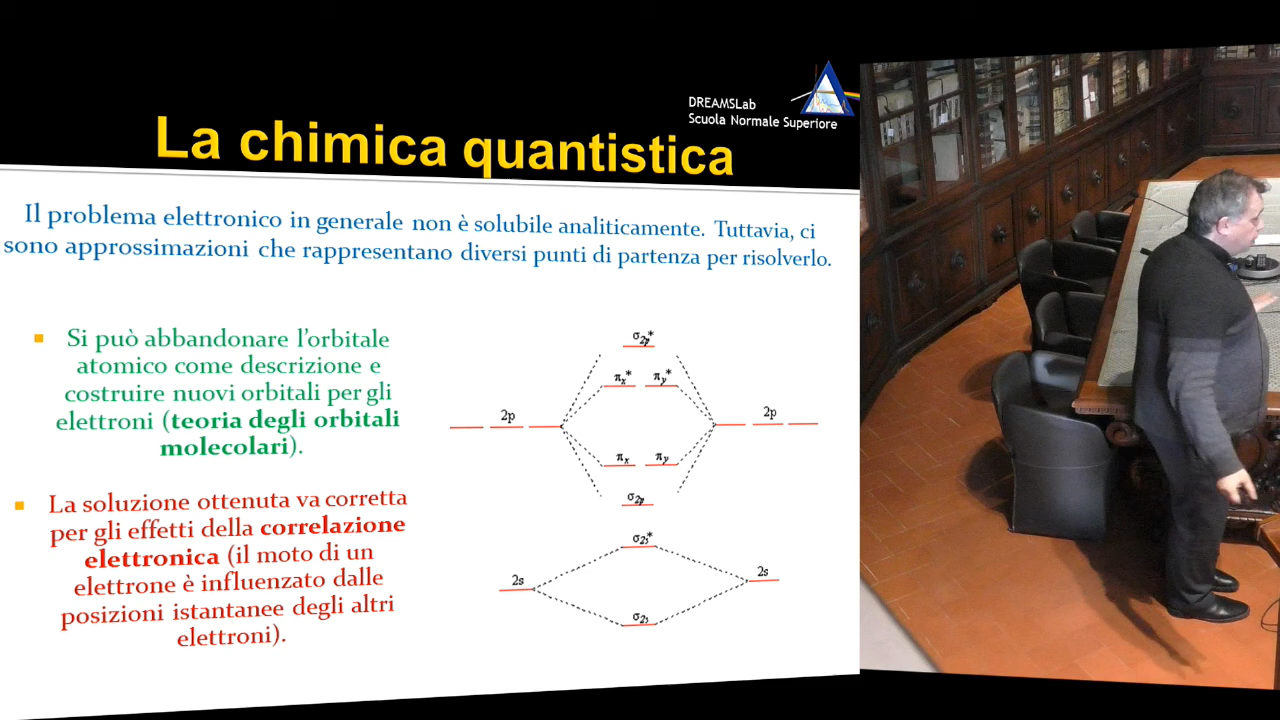 DREAMSLab
Scuola Normale Superiore
La chimica quantistica
Il problema elettronico in generale non è solubile analiticamente. Tuttavia, ci
sono approssimazioni che rappresentano diversi punti di partenza per risolverlo.
Si può abbandonare l'orbitale
atomico come descrizione e
costruire nuovi orbitali per gli
elettroni (teoria degli orbitali
molecolari).
La soluzione ottenuta va corretta
per gli effetti della correlazione
elettronica (il moto di un
elettrone è influenzato dalle
posizioni istantanee degli altri
elettroni).
σ2p*
πx* πy*
2p 2p
πx πy
σ2p
σ2s*
2s 2s
σ2s